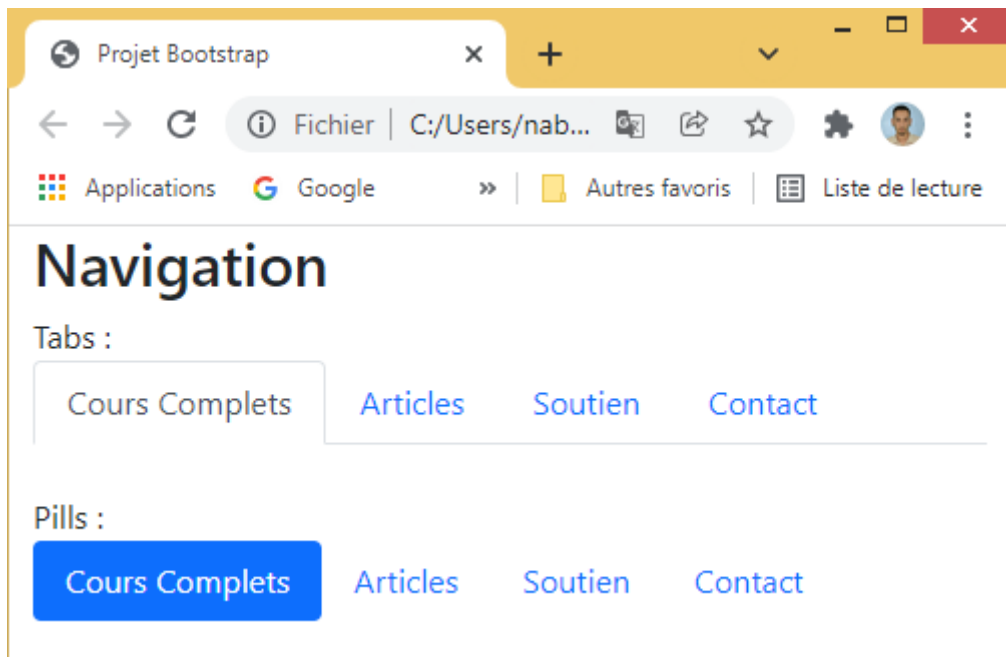 Projet Bootstrap
Fichier C:/Users/nab...
Applications Google » Autres favoris Liste de lecture
Navigation
Tabs :
Cours Complets Articles Soutien Contact
Pills :
Cours Complets Articles Soutien Contact